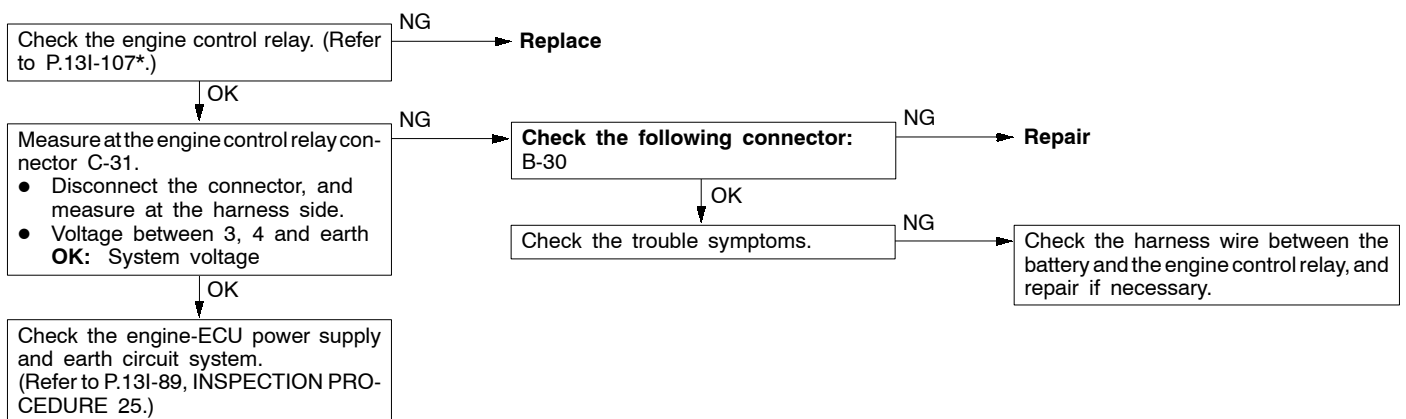 Check the engine control relay. (Refer
to P.13I-107*.)
NG
Replace
OK
Measure at the engine control relay con-
nector C-31.
● Disconnect the connector, and
measure at the harness side.
● Voltage between 3, 4 and earth
OK: System voltage
NG
Check the following connector:
B-30
NG
Repair
OK
Check the trouble symptoms.
NG
Check the harness wire between the
battery and the engine control relay, and
repair if necessary.
OK
Check the engine-ECU power supply
and earth circuit system.
(Refer to P.13I-89, INSPECTION PRO-
CEDURE 25.)